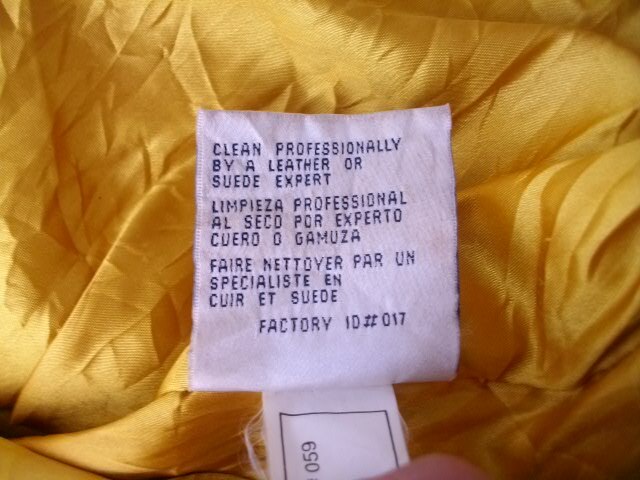 CLEAN PROFESSIONALLY
BY A LEATHER OR
SUEDE EXPERT
LIMPIEZA PROFESSIONAL
AL SECO POR EXPERTO
CUERO O GAMUZA
FAIRE NETTOYER PAR UN
SPECIALISTE EN
CUIR ET SUEDE
FACTORY ID#017
059